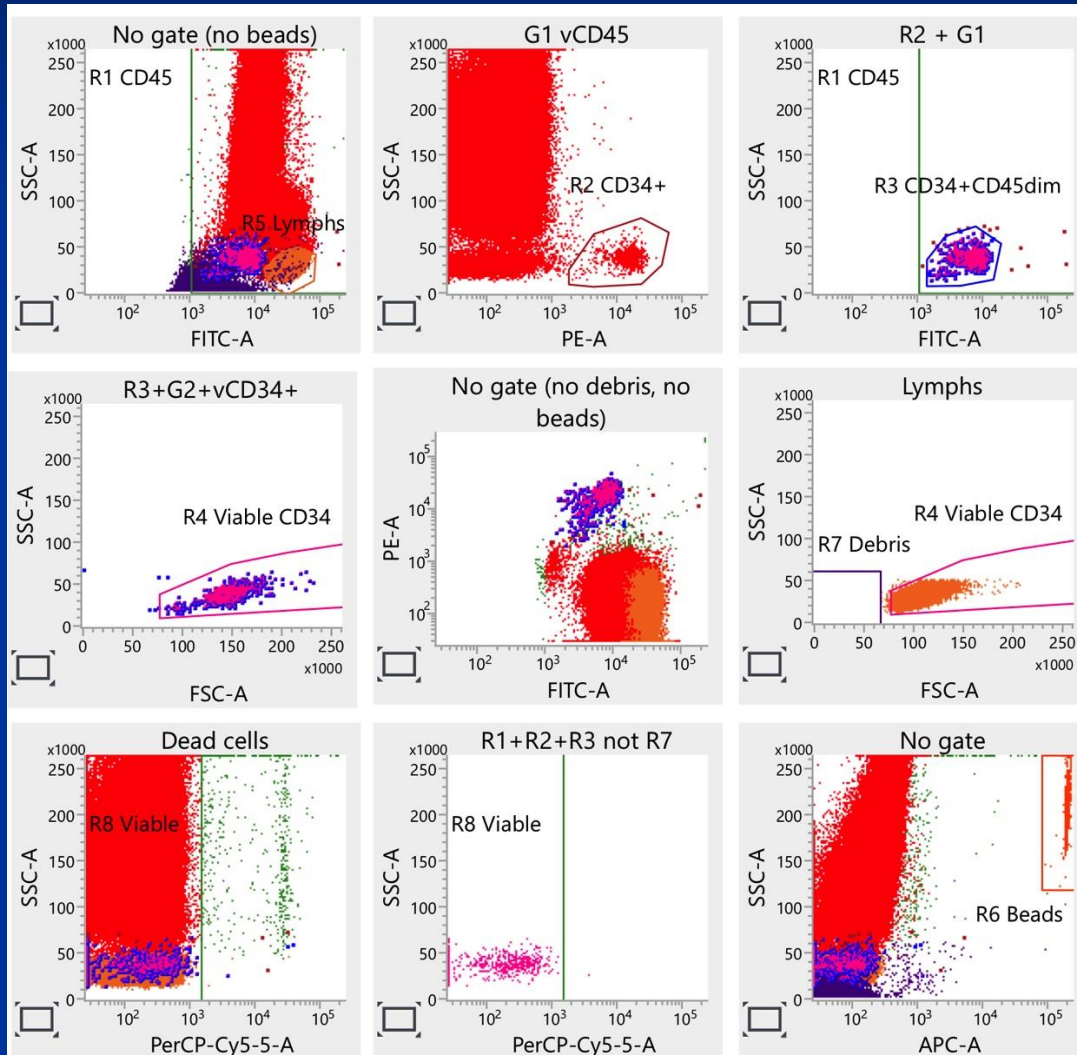 No gate (no beads)
x1000
250
200
150
100
50
0
SSC-A
R1 CD45
R5 Lymphs
10² 10³ 10⁴ 10⁵
FITC-A
G1 vCD45
x1000
250
200
150
100
50
0
SSC-A
R2 CD34+
10² 10³ 10⁴ 10⁵
PE-A
R2 + G1
x1000
250
200
150
100
50
0
SSC-A
R1 CD45
R3 CD34+CD45dim
10² 10³ 10⁴ 10⁵
FITC-A
R3+G2+vCD34+
x1000
250
200
150
100
50
0
SSC-A
R4 Viable CD34
0 50 100 150 200 250
x1000
FSC-A
No gate (no debris, no
beads)
10⁵
10⁴
10³
10²
PE-A
10² 10³ 10⁴ 10⁵
FITC-A
Lymphs
x1000
250
200
150
100
50
0
SSC-A
R4 Viable CD34
R7 Debris
0 50 100 150 200 250
x1000
FSC-A
Dead cells
x1000
250
200
150
100
50
0
SSC-A
R8 Viable
10² 10³ 10⁴ 10⁵
PerCP-Cy5-5-A
R1+R2+R3 not R7
x1000
250
200
150
100
50
0
SSC-A
R8 Viable
10² 10³ 10⁴ 10⁵
PerCP-Cy5-5-A
No gate
x1000
250
200
150
100
50
0
SSC-A
R6 Beads
10² 10³ 10⁴ 10⁵
APC-A